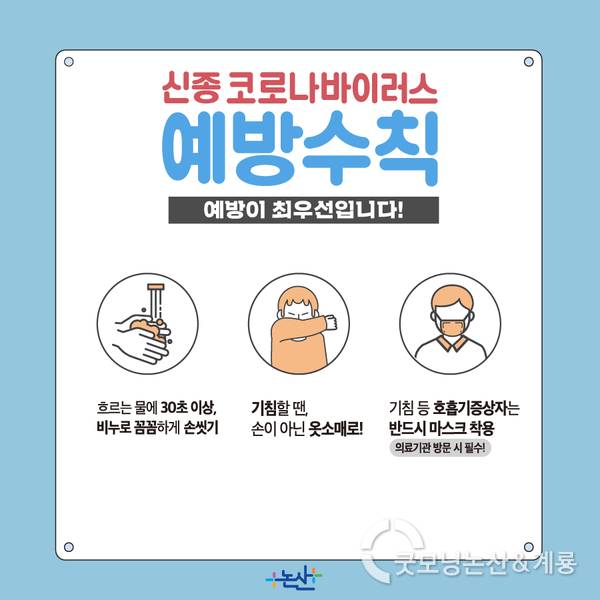 신종 코로나바이러스
예방수칙
예방이 최우선입니다!
흐르는 물에 30초 이상,
비누로 꼼꼼하게 손씻기
기침할 땐,
손이 아닌 옷소매로!
기침 등 호흡기증상자는
반드시 마스크 착용
의료기관 방문 시 필수!
굿모닝논산&계룡
논산